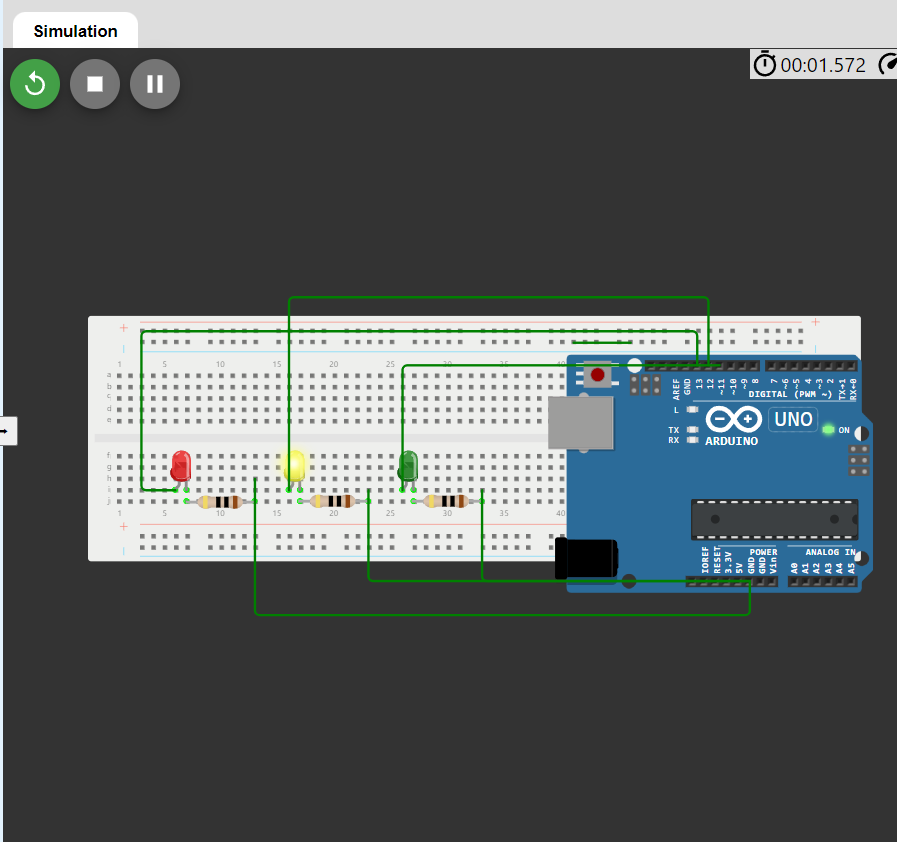 Simulation
00:01.572
+ +
1 5 10 15 20 25 30 35 40
a
b
c
d
e
f
g
h
i
j
1 5 10 15 20 25 30 35 40
+
AREF GND 13 12 ~11 ~10 ~9 8 7 ~6 ~5 4 ~3 2 TX→1 RX←0
DIGITAL (PWM ~)
L
TX
RX
ARDUINO
UNO
ON
IOREF RESET 3.3V 5V GND GND Vin
POWER
ANALOG IN
A0 A1 A2 A3 A4 A5